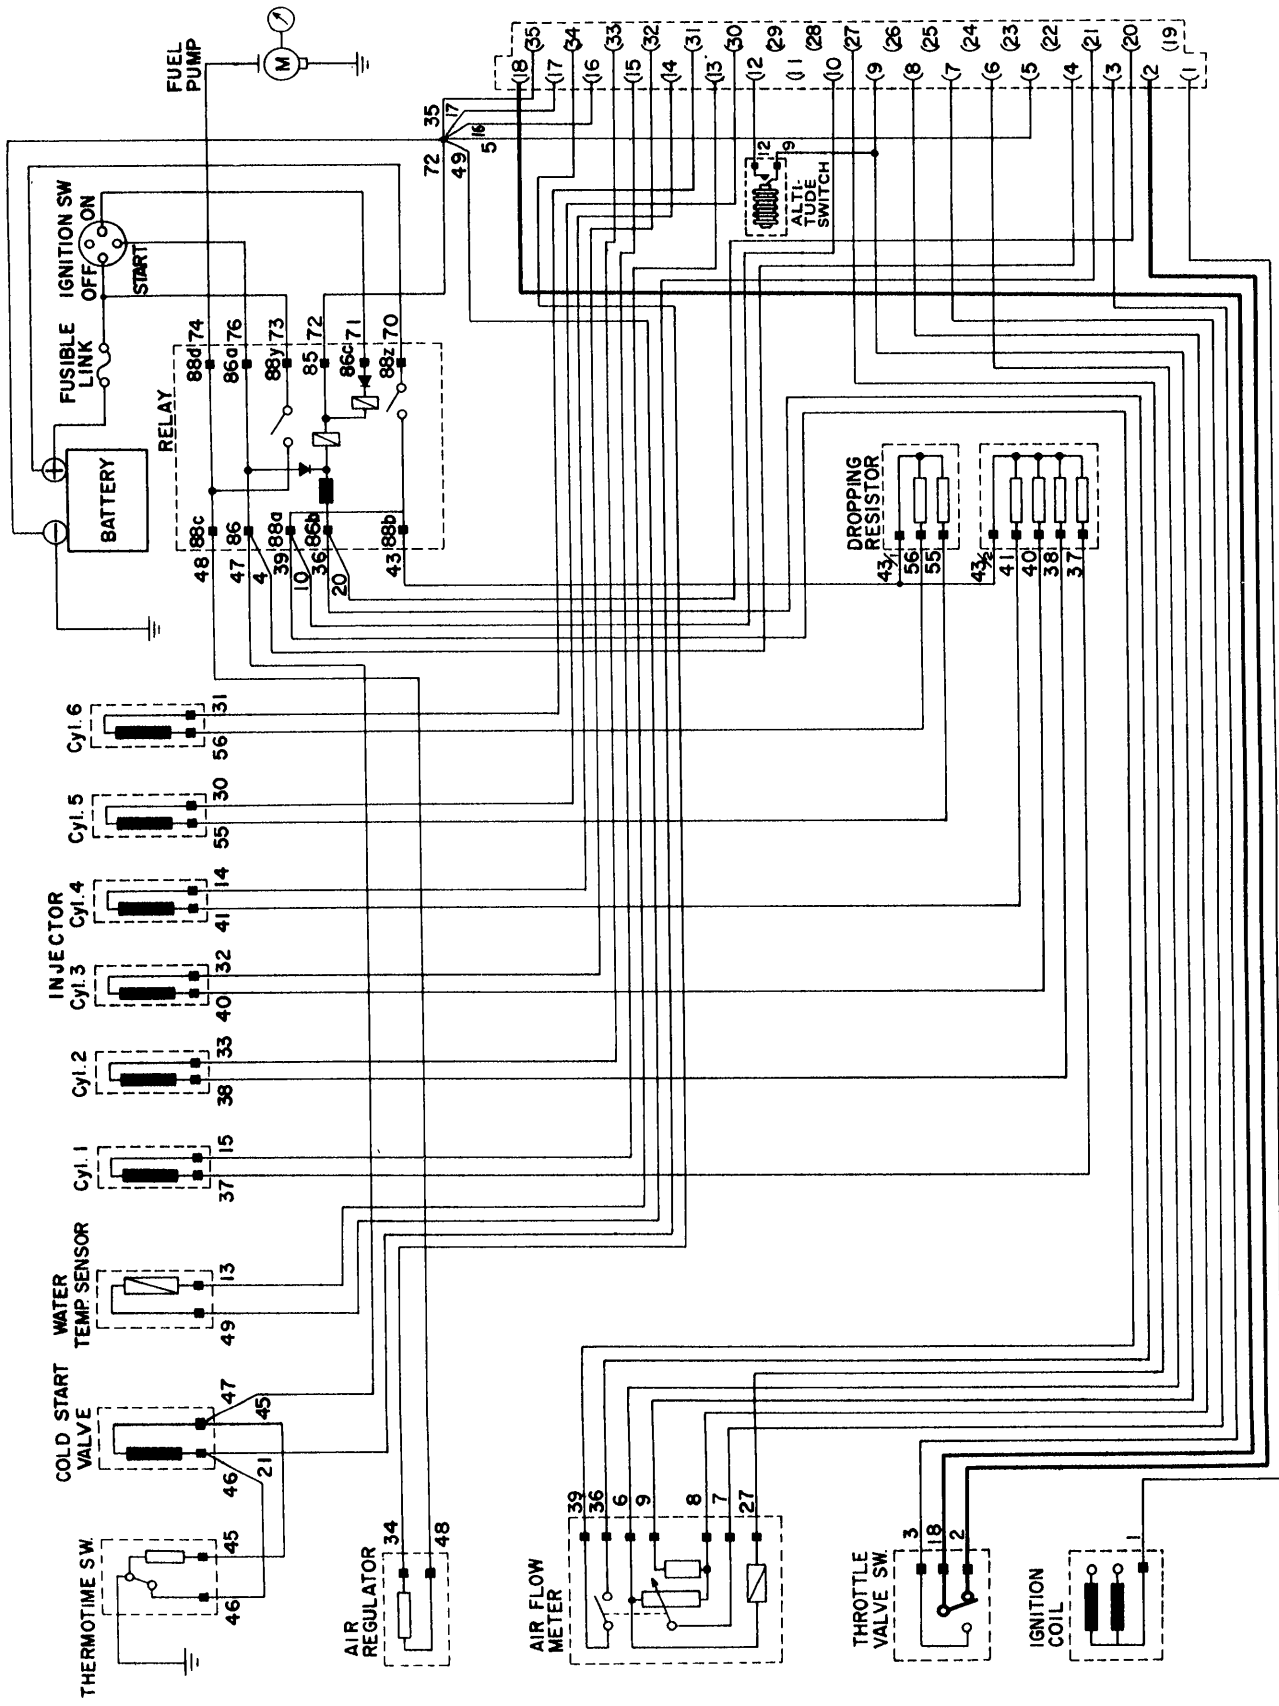 FUEL
PUMP
M
FUSIBLE
LINK
IGNITION SW
OFF
ON
START
BATTERY
RELAY
88d 74
86a 76
88y 73
85 72
86c 71
88z 70
48 88c
47 86
4
39 88a
10
36 86b
20
43 88b
35
17
16
5
72
49
(18
(17
(16
(15
(14
(13
(12
(11
(10
(9
(8
(7
(6
(5
(4
(3
(2
(1
(35
(34
(33
(32
(31
(30
(29
(28
(27
(26
(25
(24
(23
(22
(21
(20
(19
12
9
ALTI-
TUDE
SWITCH
DROPPING
RESISTOR
43/1
56
55
43/2
41
40
38
37
INJECTOR
Cyl. 6
56
31
Cyl. 5
55
30
Cyl. 4
41
14
Cyl. 3
40
32
Cyl. 2
38
33
Cyl. 1
37
15
WATER
TEMP. SENSOR
49
13
COLD START
VALVE
46
21
47
45
THERMOTIME SW.
46
45
AIR
REGULATOR
34
48
AIR FLOW
METER
39
36
6
9
8
7
27
THROTTLE
VALVE SW.
3
18
2
IGNITION
COIL
1